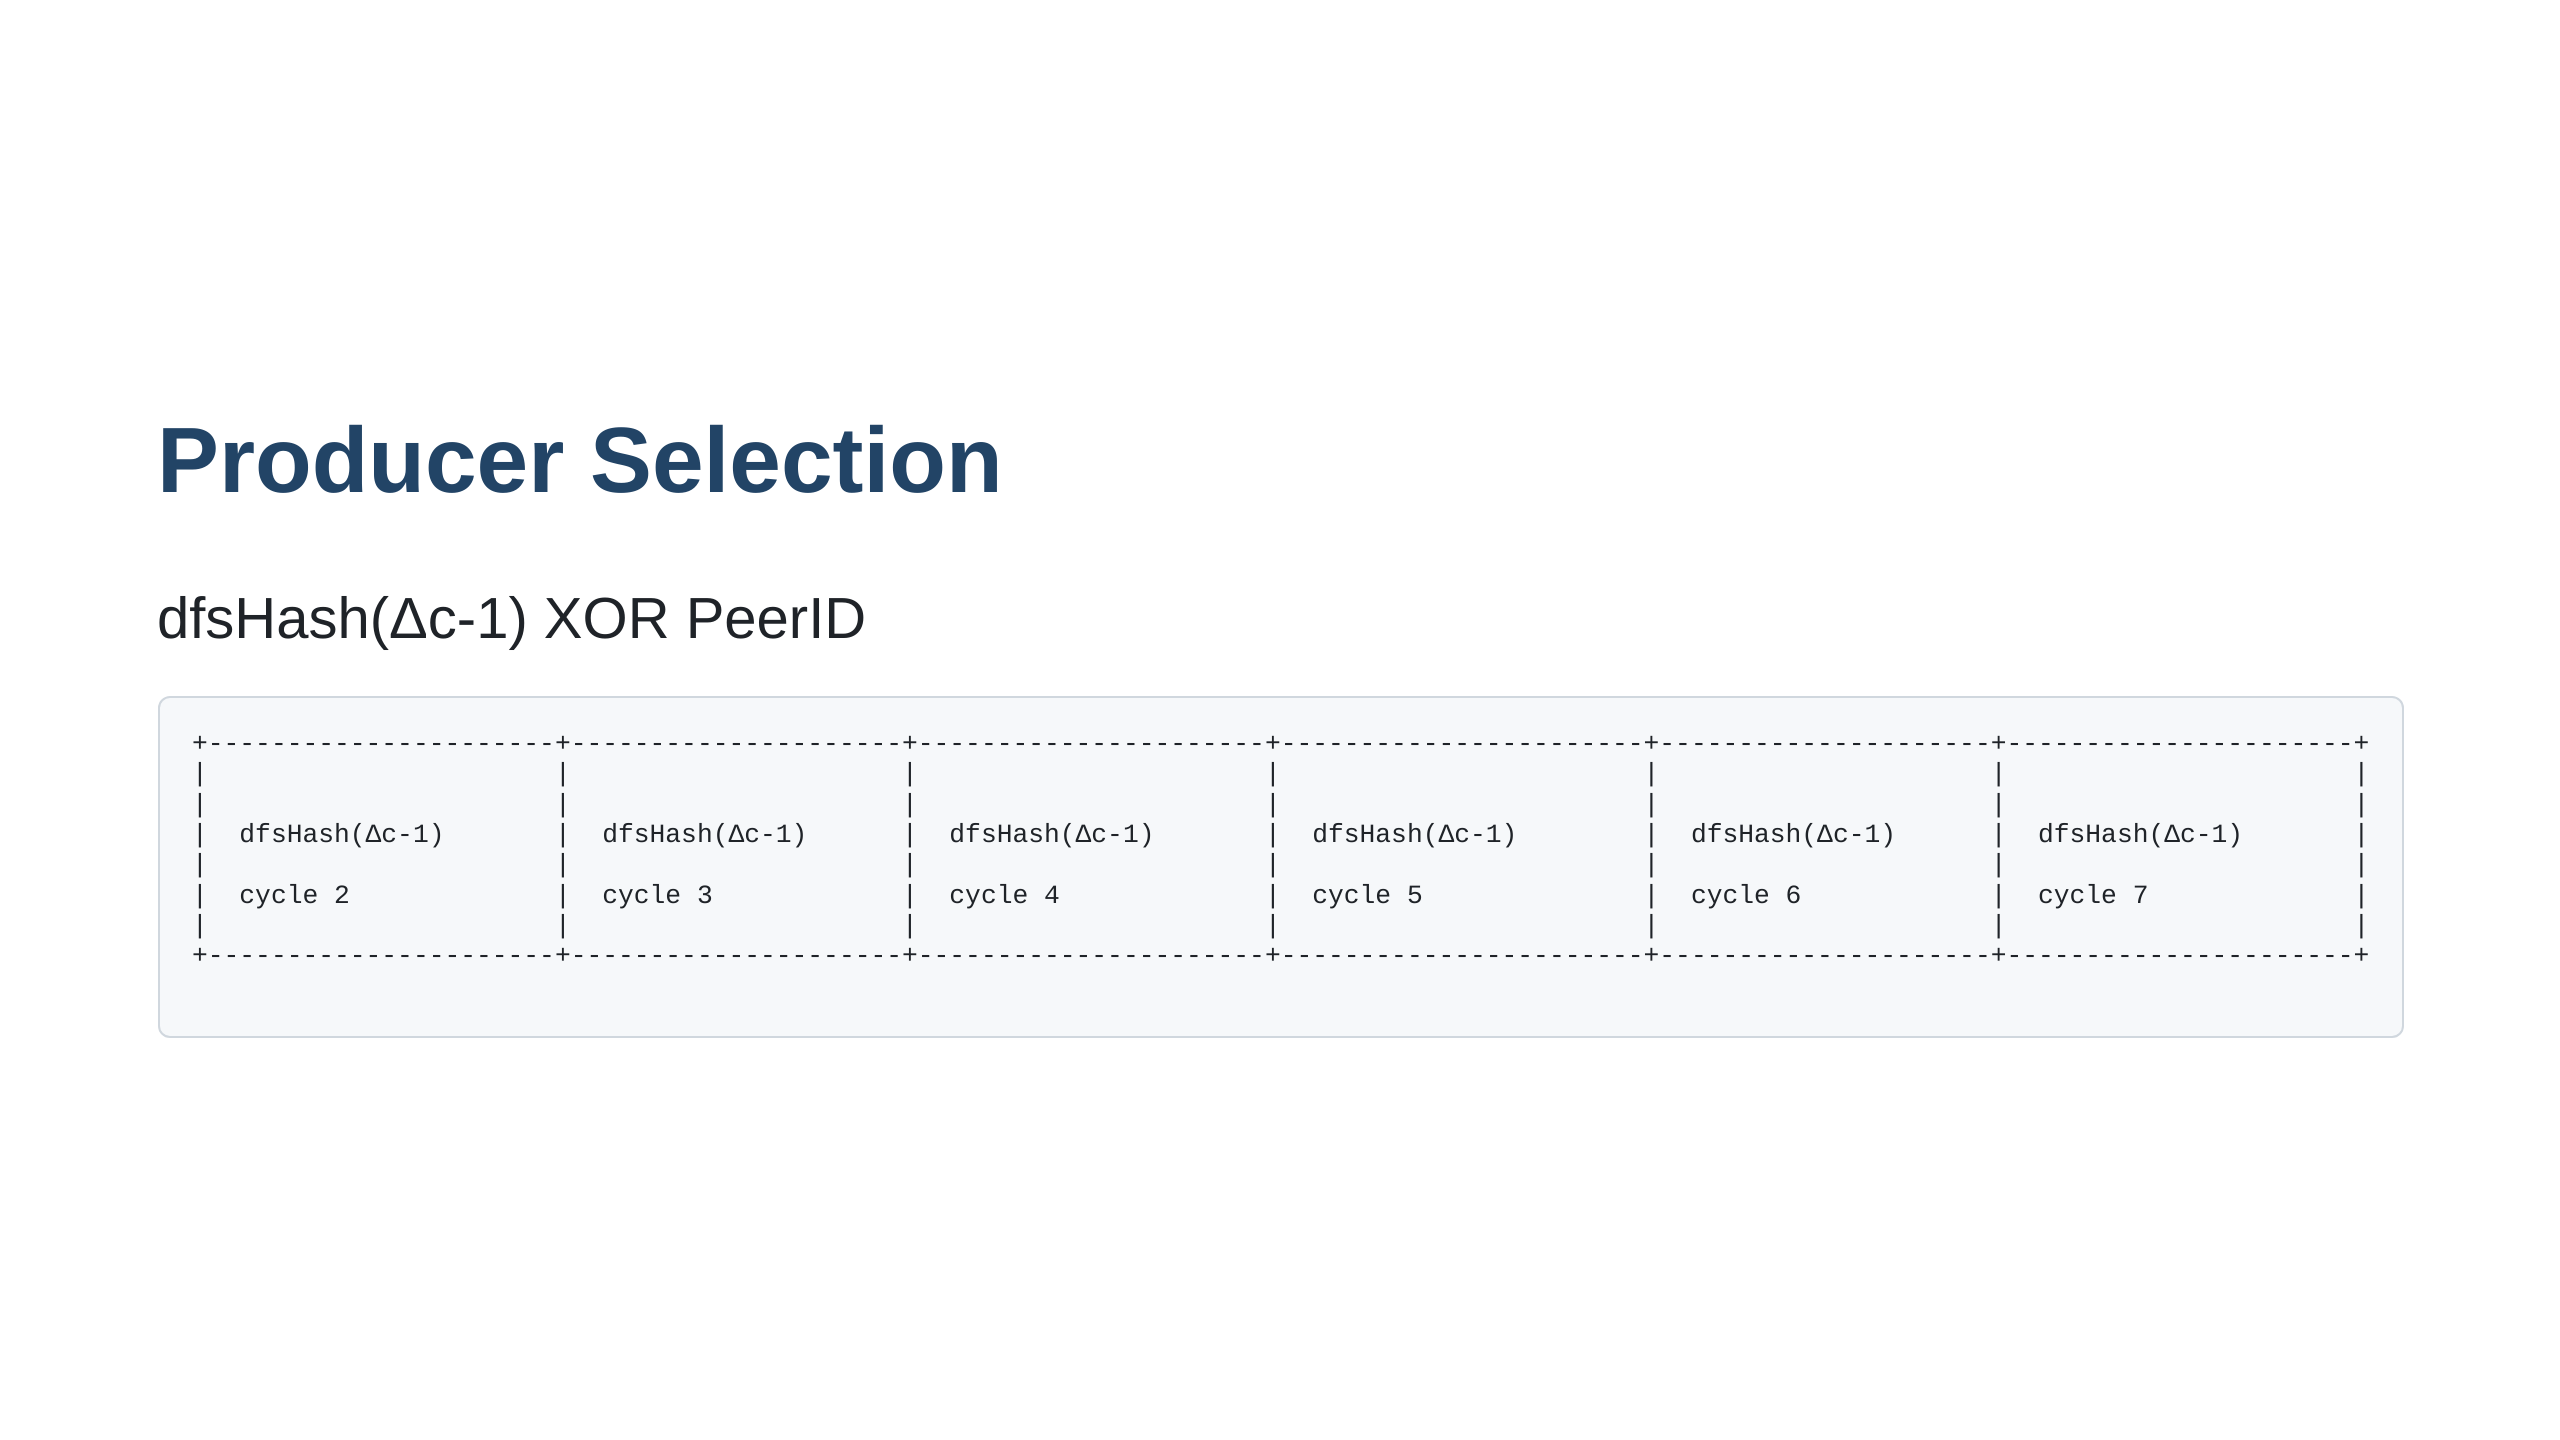 Producer Selection
dfsHash(Δc-1) XOR PeerID
+----------------------+---------------------+----------------------+-----------------------+---------------------+----------------------+
|                      |                     |                      |                       |                     |                      |
|                      |                     |                      |                       |                     |                      |
|  dfsHash(Δc-1)       |  dfsHash(Δc-1)      |  dfsHash(Δc-1)       |  dfsHash(Δc-1)        |  dfsHash(Δc-1)      |  dfsHash(Δc-1)       |
|                      |                     |                      |                       |                     |                      |
|  cycle 2             |  cycle 3            |  cycle 4             |  cycle 5              |  cycle 6            |  cycle 7             |
|                      |                     |                      |                       |                     |                      |
+----------------------+---------------------+----------------------+-----------------------+---------------------+----------------------+